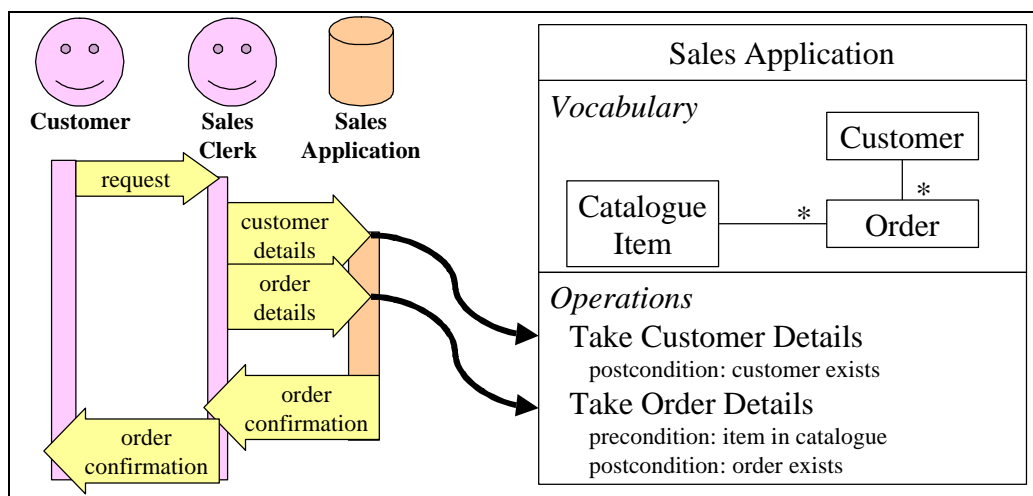 Customer
Sales
Clerk
Sales
Application
request
customer
details
order
details
order
confirmation
order
confirmation
Sales Application
Vocabulary
Customer
*
Catalogue
Item
*
Order
Operations
Take Customer Details
postcondition: customer exists
Take Order Details
precondition: item in catalogue
postcondition: order exists